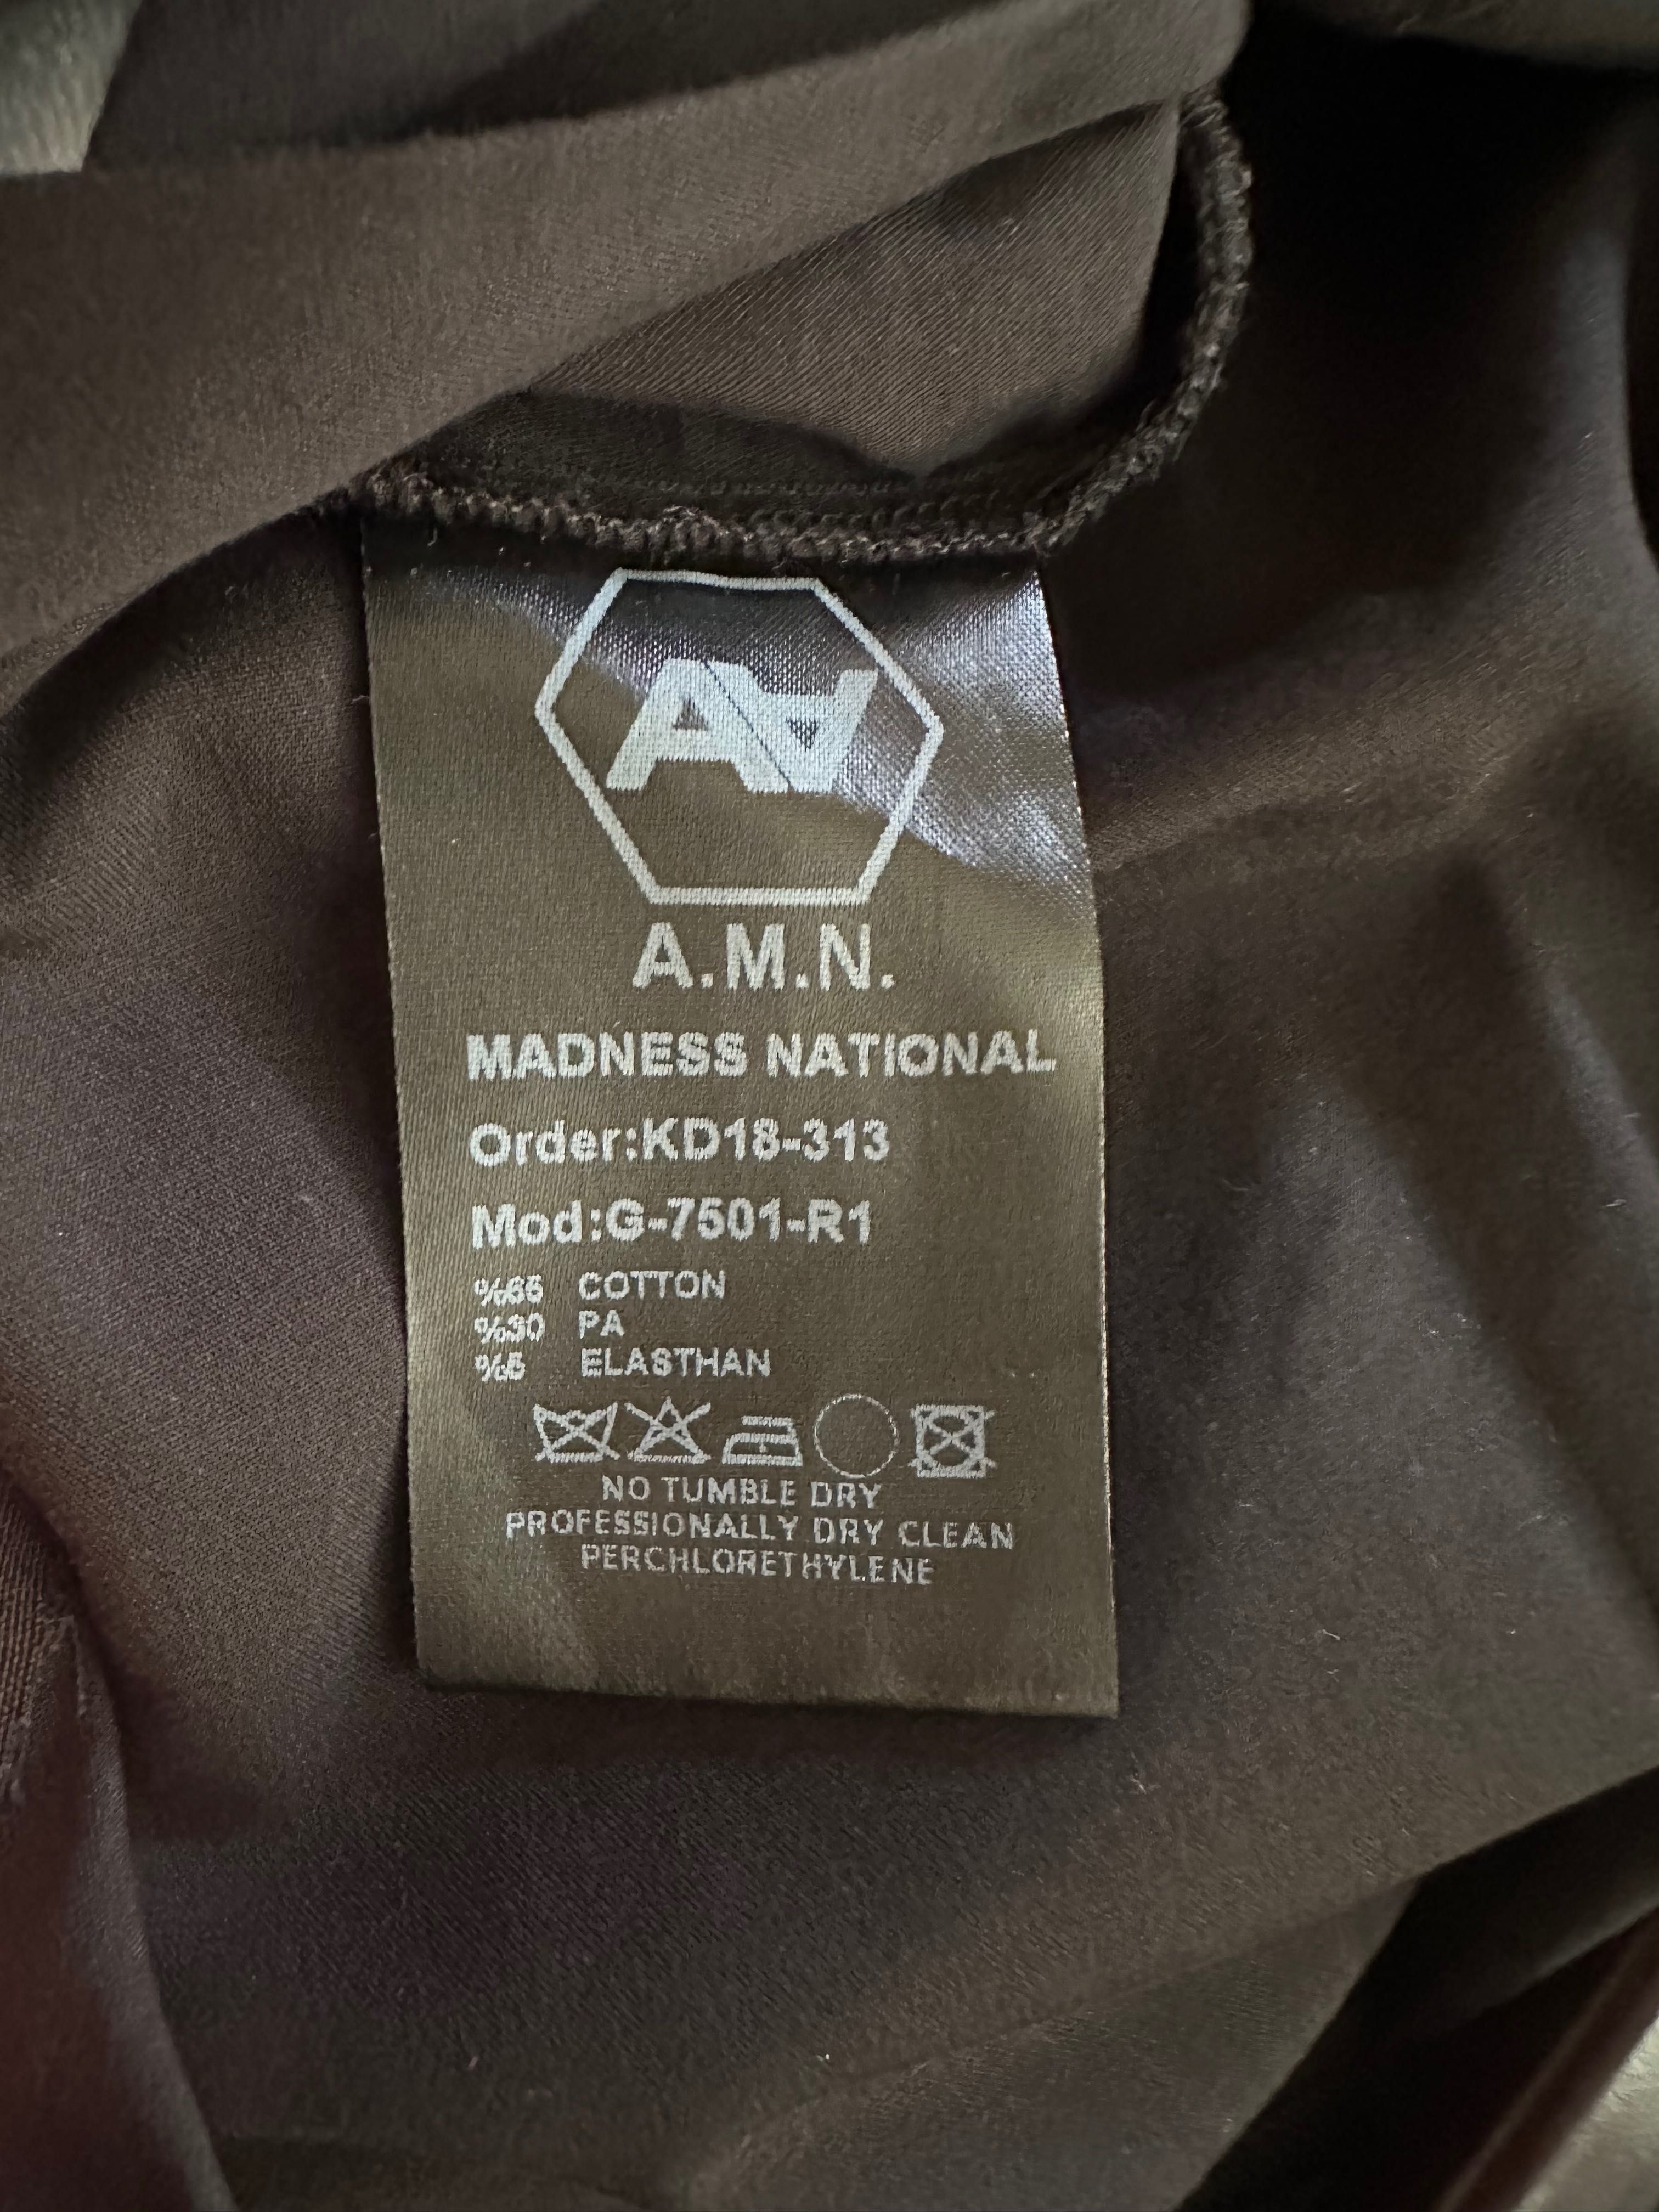 AA
A.M.N.
MADNESS NATIONAL
Order:KD18-313
Mod:G-7501-R1
%65 COTTON
%30 PA
%5 ELASTHAN
NO TUMBLE DRY
PROFESSIONALLY DRY CLEAN
PERCHLORETHYLENE